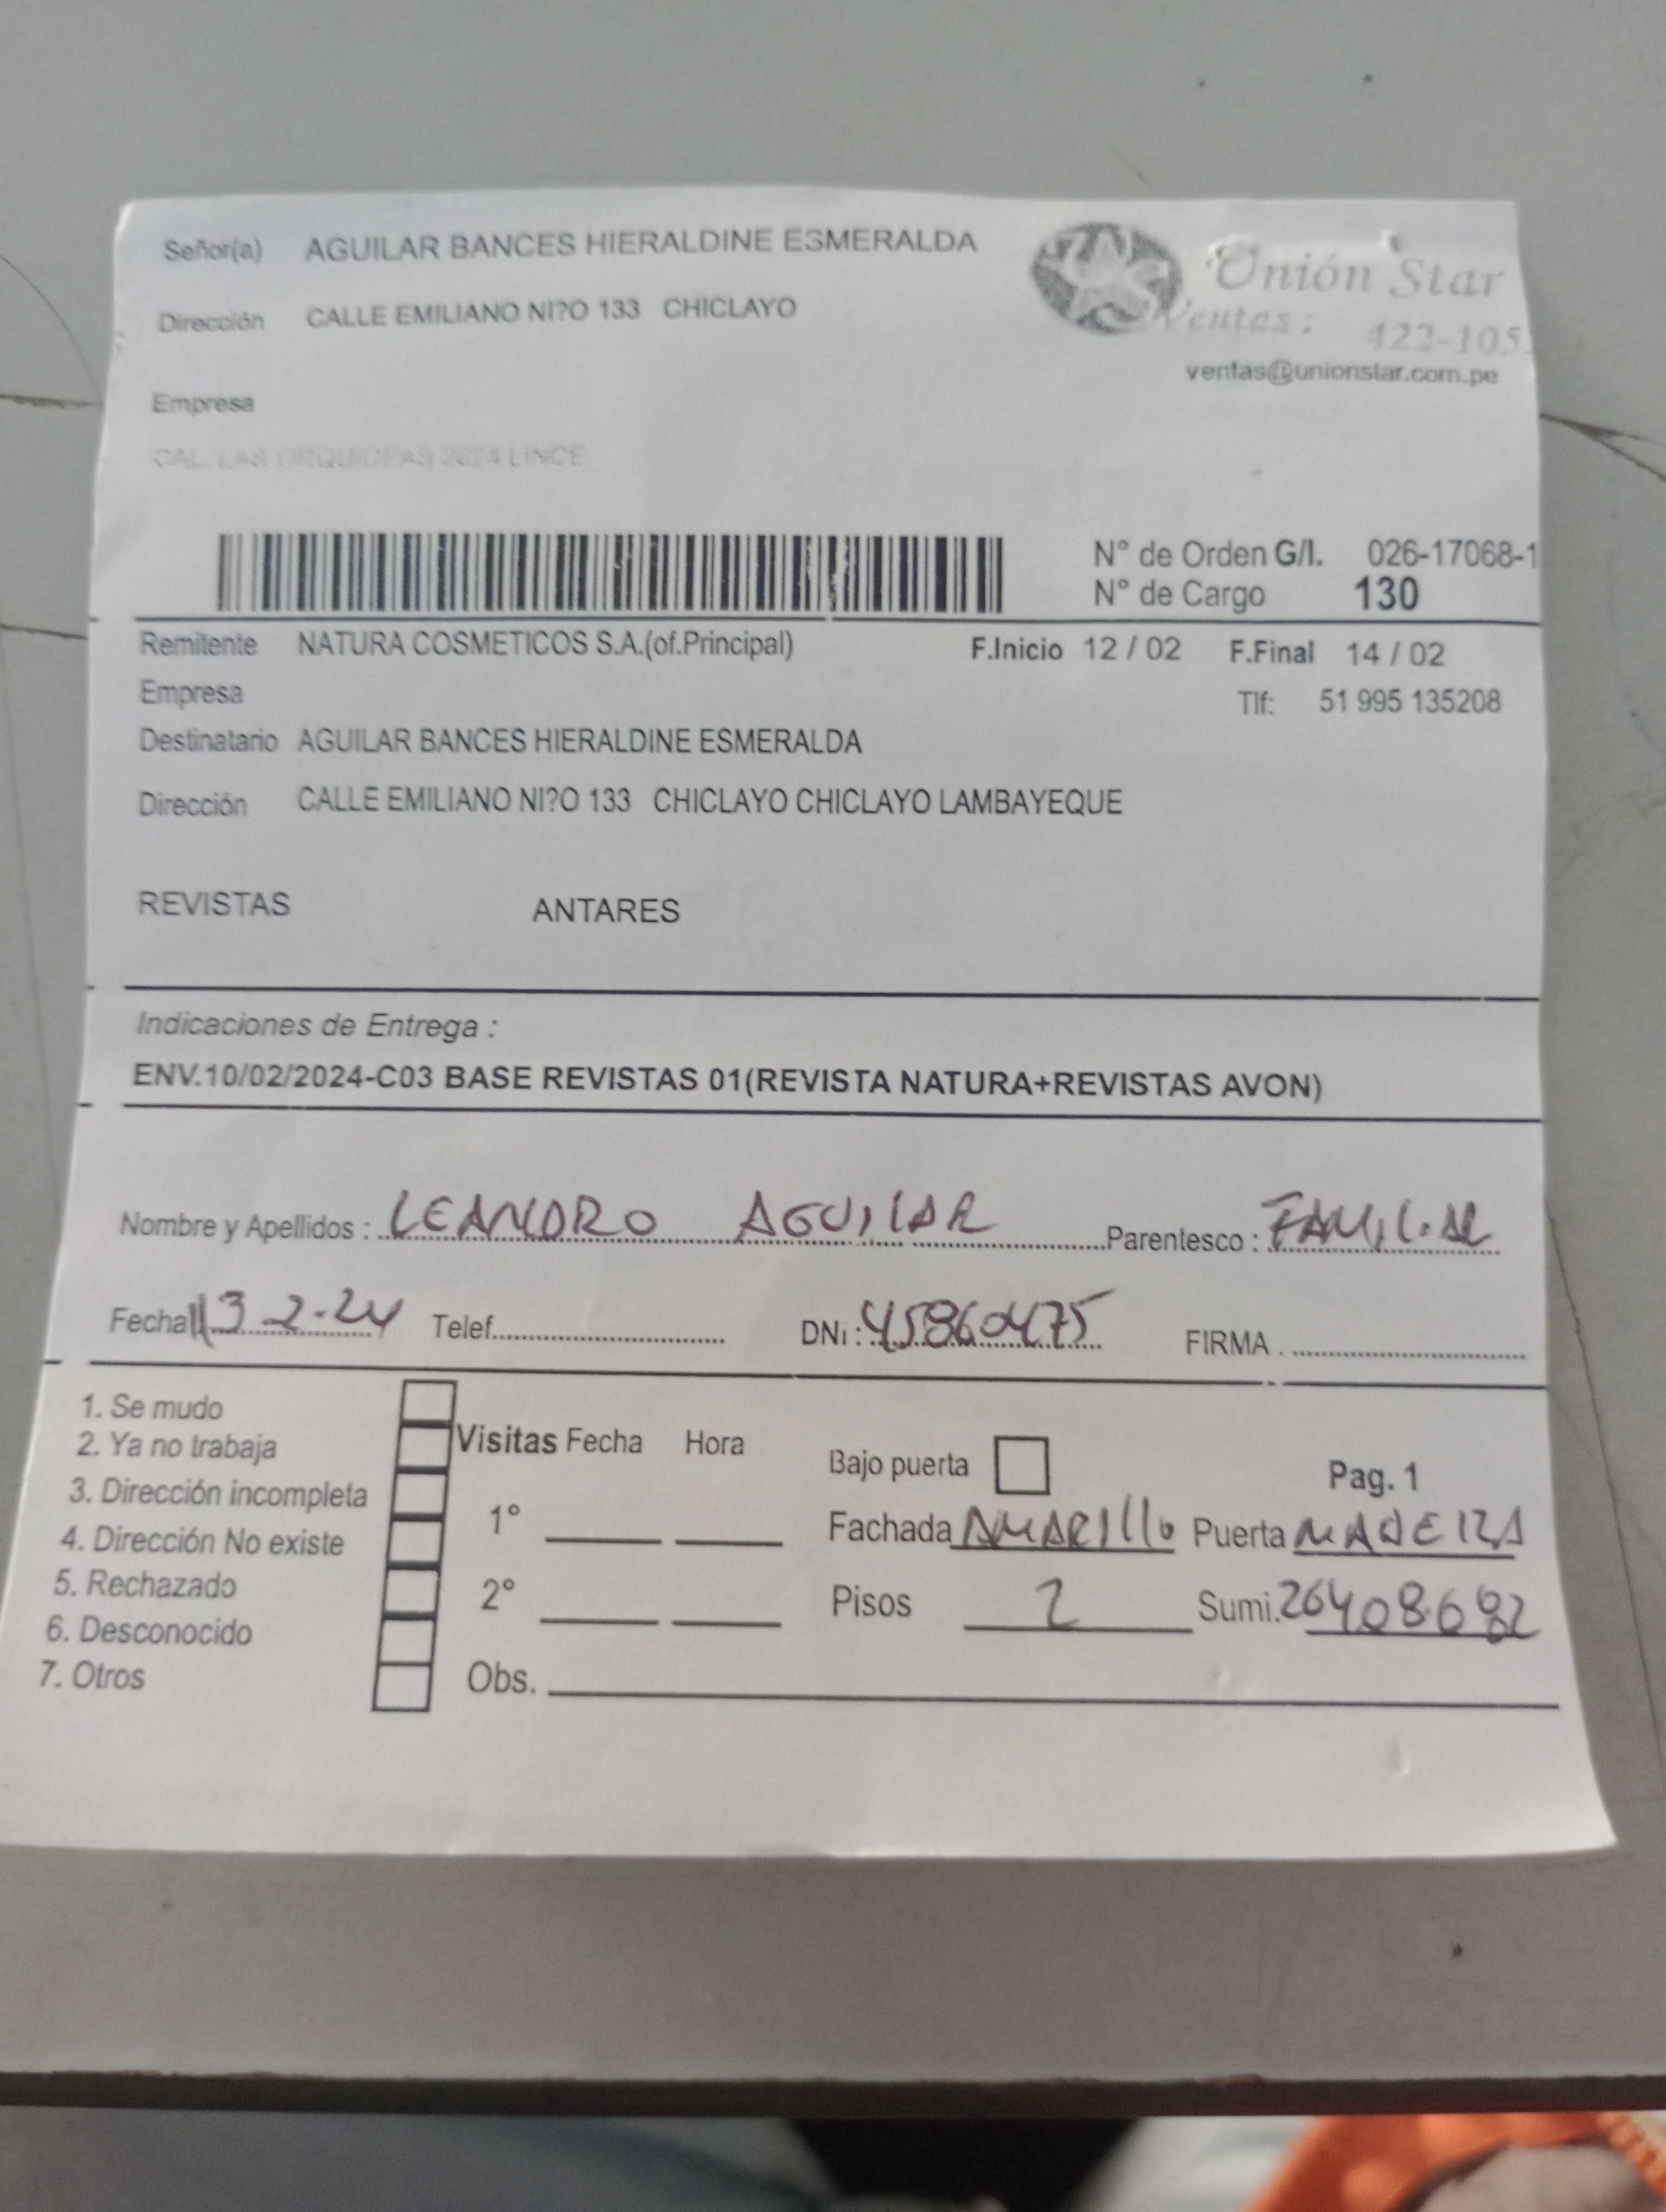 Señor(a) AGUILAR BANCES HIERALDINE ESMERALDA
Unión Star
Dirección CALLE EMILIANO NI?O 133 CHICLAYO
Ventas: 422-105
ventas@unionstar.com.pe
Empresa
CAL. LAS ORQUIDEAS 2674 LINCE
N° de Orden G/I. 026-17068-1
N° de Cargo 130
Remitente NATURA COSMETICOS S.A.(of.Principal) F.Inicio 12 / 02 F.Final 14 / 02
Empresa
Tlf: 51 995 135208
Destinatario AGUILAR BANCES HIERALDINE ESMERALDA
Dirección CALLE EMILIANO NI?O 133 CHICLAYO CHICLAYO LAMBAYEQUE
REVISTAS ANTARES
Indicaciones de Entrega :
ENV.10/02/2024-C03 BASE REVISTAS 01(REVISTA NATURA+REVISTAS AVON)
Nombre y Apellidos : LEANDRO AGUILAR Parentesco : FAMILIAR
Fecha 13 2-24 Telef. DNi : 45860475 FIRMA .
1. Se mudo
2. Ya no trabaja
3. Dirección incompleta
4. Dirección No existe
5. Rechazado
6. Desconocido
7. Otros
Visitas Fecha Hora
1°
2°
Obs.
Bajo puerta Pag. 1
Fachada AMARILLO Puerta MADERA
Pisos 2 Sumi.